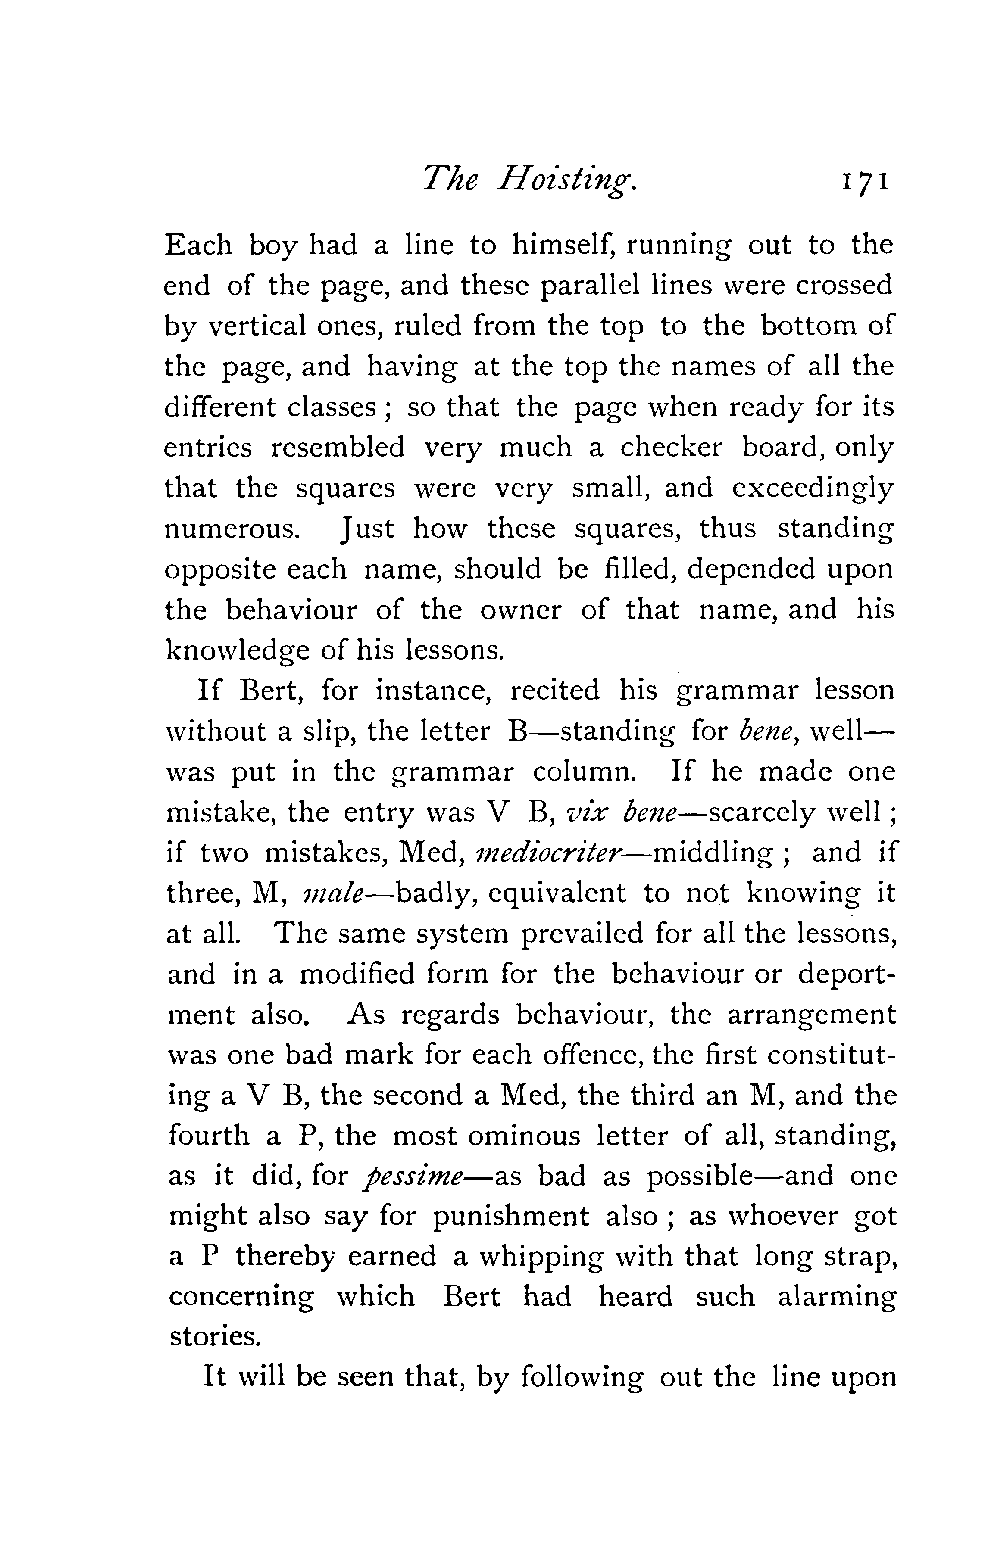 The Hoisting. 171
Each boy had a line to himself, running out to the
end of the page, and these parallel lines were crossed
by vertical ones, ruled from the top to the bottom of
the page, and having at the top the names of all the
different classes ; so that the page when ready for its
entries resembled very much a checker board, only
that the squares were very small, and exceedingly
numerous. Just how these squares, thus standing
opposite each name, should be filled, depended upon
the behaviour of the owner of that name, and his
knowledge of his lessons.
If Bert, for instance, recited his grammar lesson
without a slip, the letter B—standing for bene, well—
was put in the grammar column. If he made one
mistake, the entry was V B, vix bene—scarcely well ;
if two mistakes, Med, mediocriter—middling ; and if
three, M, male—badly, equivalent to not knowing it
at all. The same system prevailed for all the lessons,
and in a modified form for the behaviour or deport-
ment also. As regards behaviour, the arrangement
was one bad mark for each offence, the first constitut-
ing a V B, the second a Med, the third an M, and the
fourth a P, the most ominous letter of all, standing,
as it did, for pessime—as bad as possible—and one
might also say for punishment also ; as whoever got
a P thereby earned a whipping with that long strap,
concerning which Bert had heard such alarming
stories.
It will be seen that, by following out the line upon